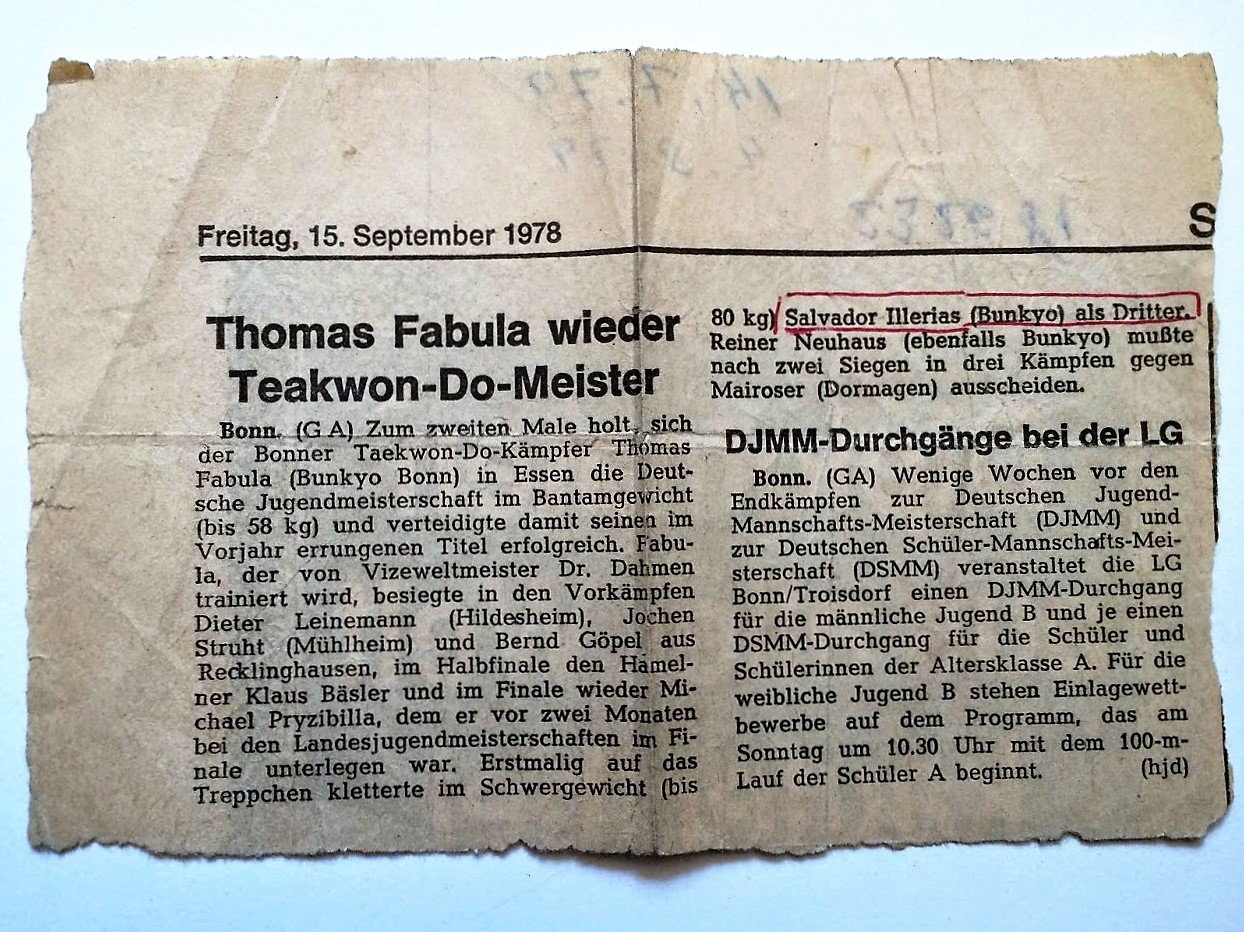 Freitag, 15. September 1978
S
Thomas Fabula wieder
Teakwon-Do-Meister
Bonn. (G A) Zum zweiten Male holt sich
der Bonner Taekwon-Do-Kämpfer Thomas
Fabula (Bunkyo Bonn) in Essen die Deut-
sche Jugendmeisterschaft im Bantamgewicht
(bis 58 kg) und verteidigte damit seinen im
Vorjahr errungenen Titel erfolgreich. Fabu-
la, der von Vizeweltmeister Dr. Dahmen
trainiert wird, besiegte in den Vorkämpfen
Dieter Leinemann (Hildesheim), Jochen
Struht (Mühlheim) und Bernd Göpel aus
Recklinghausen, im Halbfinale den Hamel-
ner Klaus Bäsler und im Finale wieder Mi-
chael Pryzibilla, dem er vor zwei Monaten
bei den Landesjugendmeisterschaften im Fi-
nale unterlegen war. Erstmalig auf das
Treppchen kletterte im Schwergewicht (bis
80 kg) Salvador Illerias (Bunkyo) als Dritter.
Reiner Neuhaus (ebenfalls Bunkyo) mußte
nach zwei Siegen in drei Kämpfen gegen
Mairoser (Dormagen) ausscheiden.
DJMM-Durchgänge bei der LG
Bonn. (GA) Wenige Wochen vor den
Endkämpfen zur Deutschen Jugend-
Mannschafts-Meisterschaft (DJMM) und
zur Deutschen Schüler-Mannschafts-Mei-
sterschaft (DSMM) veranstaltet die LG
Bonn/Troisdorf einen DJMM-Durchgang
für die männliche Jugend B und je einen
DSMM-Durchgang für die Schüler und
Schülerinnen der Altersklasse A. Für die
weibliche Jugend B stehen Einlagewett-
bewerbe auf dem Programm, das am
Sonntag um 10.30 Uhr mit dem 100-m-
Lauf der Schüler A beginnt. (hjd)